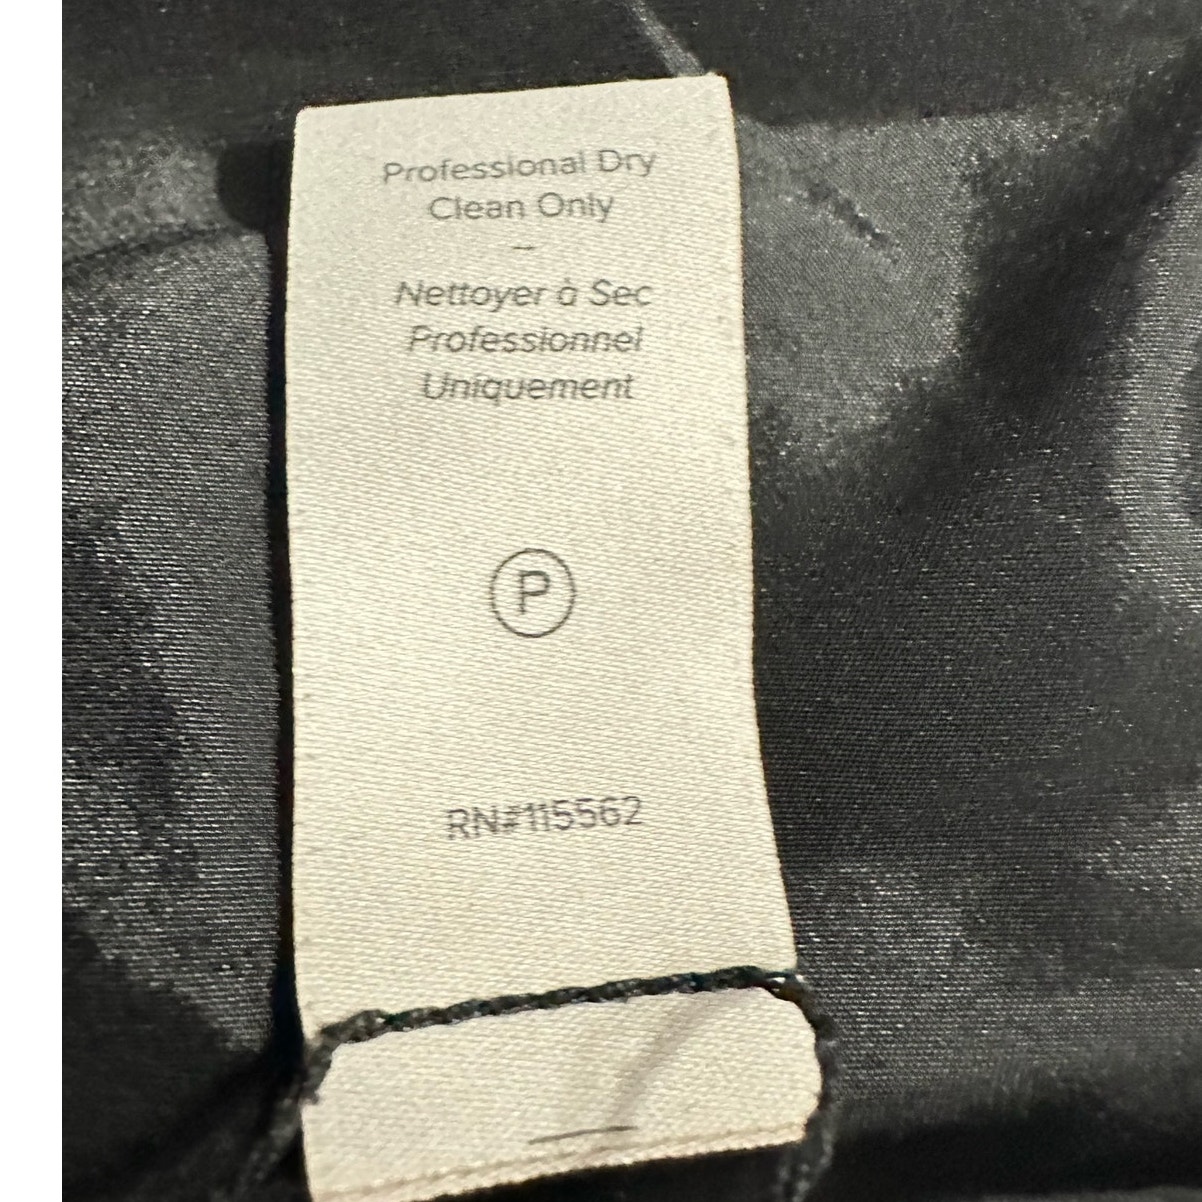 Professional Dry
Clean Only
–
Nettoyer à Sec
Professionnel
Uniquement
P
RN#115562